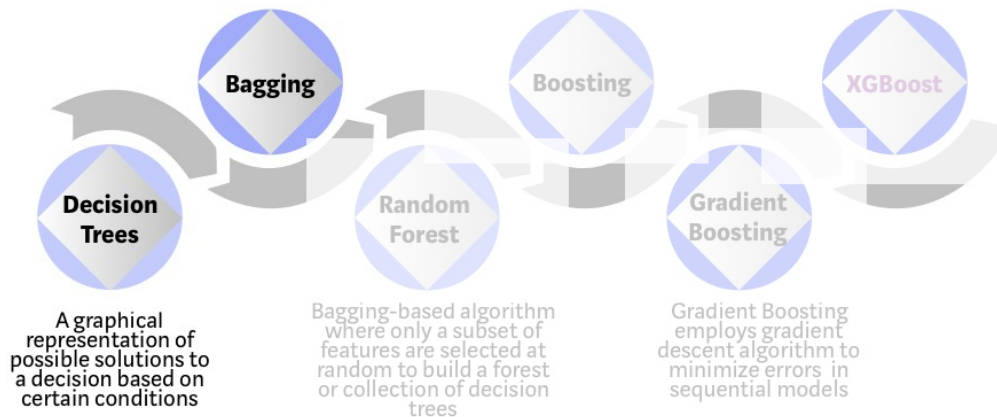 Bagging
Boosting
XGBoost
Decision
Trees
Random
Forest
Gradient
Boosting
A graphical
representation of
possible solutions to
a decision based on
certain conditions
Bagging-based algorithm
where only a subset of
features are selected at
random to build a forest
or collection of decision
trees
Gradient Boosting
employs gradient
descent algorithm to
minimize errors in
sequential models